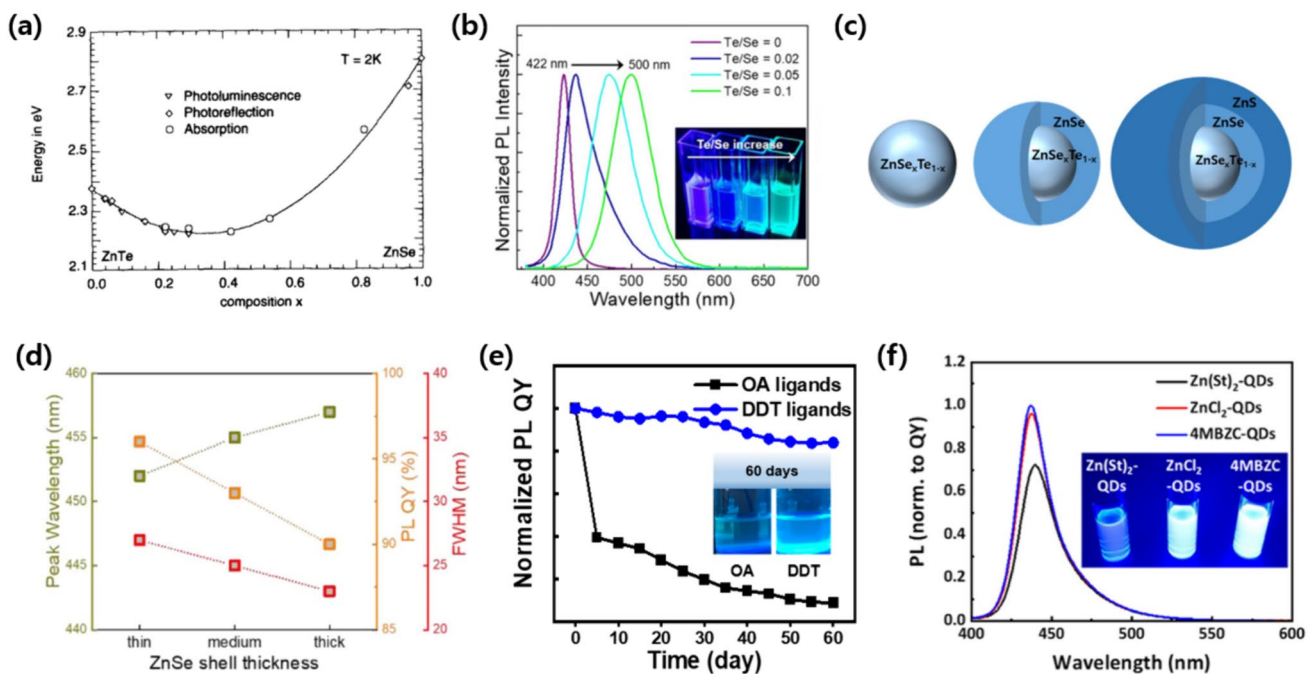 (a)
2.9
2.7
2.5
2.3
2.1
Energy in eV
T = 2K
Photoluminescence
Photoreflection
Absorption
ZnTe
ZnSe
0.0 0.2 0.4 0.6 0.8 1.0
composition x
(b)
Normalized PL Intensity
422 nm 500 nm
Te/Se = 0
Te/Se = 0.02
Te/Se = 0.05
Te/Se = 0.1
Te/Se increase
400 450 500 550 600 650 700
Wavelength (nm)
(c)
ZnSeₓTe₁₋ₓ
ZnSe
ZnSeₓTe₁₋ₓ
ZnS
ZnSe
ZnSeₓTe₁₋ₓ
(d)
Peak Wavelength (nm)
460
455
450
445
440
100
95
90
85
PL QY (%)
40
35
30
25
20
FWHM (nm)
thin medium thick
ZnSe shell thickness
(e)
Normalized PL QY
OA ligands
DDT ligands
60 days
OA DDT
0 10 20 30 40 50 60
Time (day)
(f)
PL (norm. to QY)
1.2
1.0
0.8
0.6
0.4
0.2
0.0
Zn(St)₂-QDs
ZnCl₂-QDs
4MBZC-QDs
Zn(St)₂-
QDs
ZnCl₂
-QDs
4MBZC
-QDs
400 450 500 550 600
Wavelength (nm)